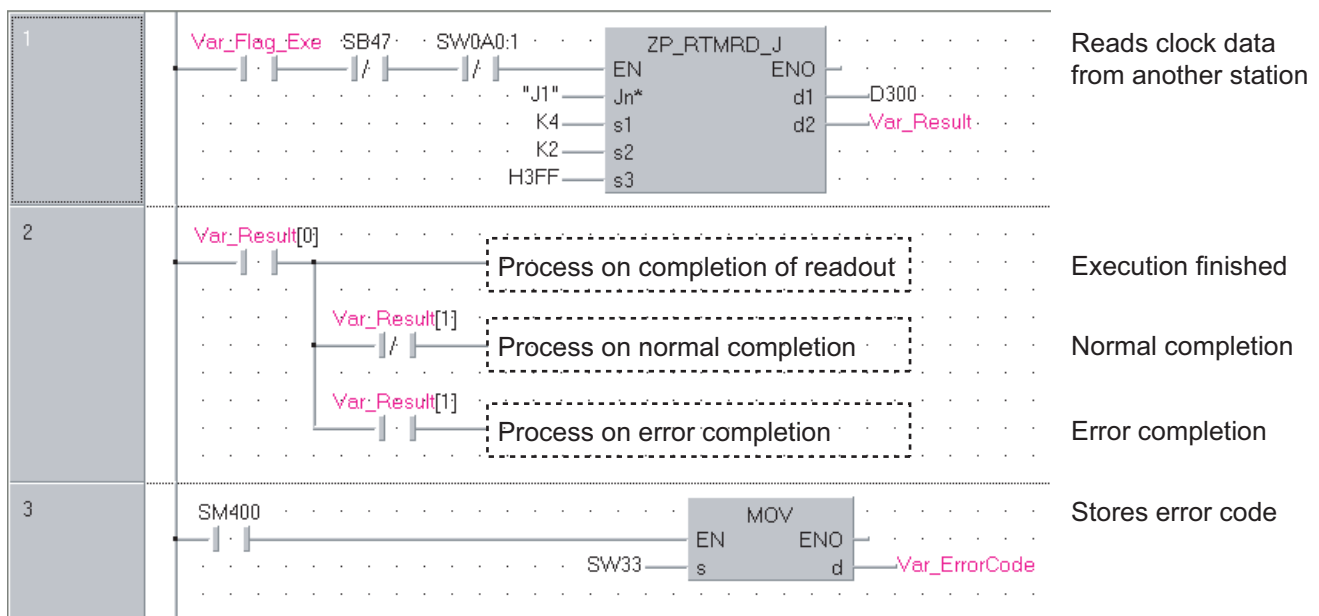 1
Var_Flag_Exe SB47 SW0A0.1 ZP_RTMRD_J Reads clock data
EN ENO from another station
"J1" Jn* d1 D300
K4 s1 d2 Var_Result
K2 s2
H3FF s3
2 Var_Result[0]
Process on completion of readout Execution finished
Var_Result[1]
Process on normal completion Normal completion
Var_Result[1]
Process on error completion Error completion
3 SM400 MOV Stores error code
EN ENO
SW33 s d Var_ErrorCode